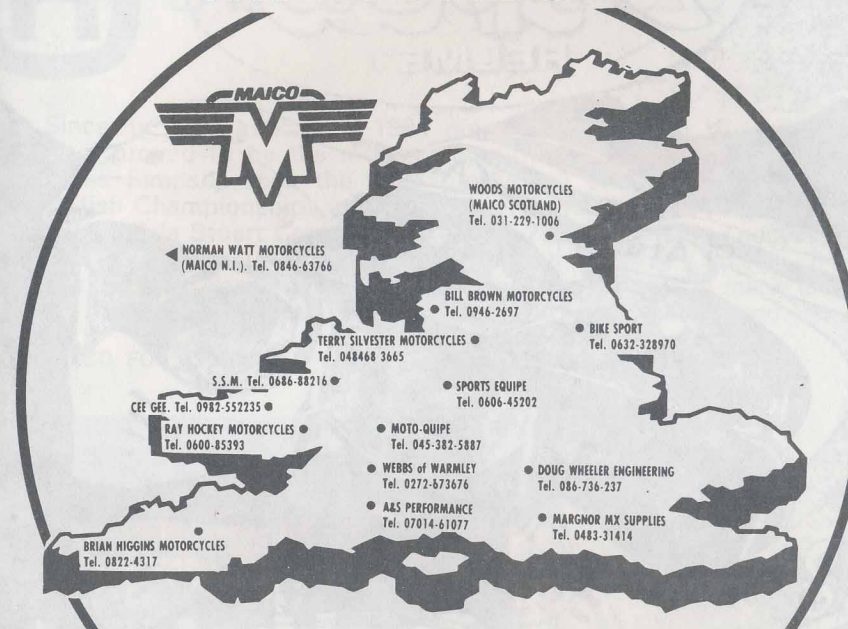 MAICO
M
WOODS MOTORCYCLES
(MAICO SCOTLAND)
Tel. 031-229-1006
NORMAN WATT MOTORCYCLES
(MAICO N.I.). Tel. 0846-63766
BILL BROWN MOTORCYCLES
Tel. 0946-2697
BIKE SPORT
Tel. 0632-328970
TERRY SILVESTER MOTORCYCLES
Tel. 048468 3665
S.S.M. Tel. 0686-88216
SPORTS EQUIPE
Tel. 0606-45202
CEE GEE. Tel. 0982-552235
RAY HOCKEY MOTORCYCLES
Tel. 0600-85393
MOTO-QUIPE
Tel. 045-382-5887
WEBBS of WARMLEY
Tel. 0272-673676
DOUG WHEELER ENGINEERING
Tel. 086-736-237
A&S PERFORMANCE
Tel. 07014-61077
MARGNOR MX SUPPLIES
Tel. 0483-31414
BRIAN HIGGINS MOTORCYCLES
Tel. 0822-4317